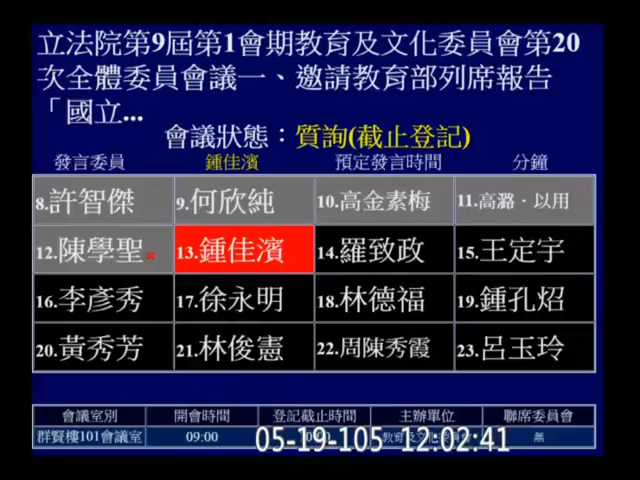 立法院第9屆第1會期教育及文化委員會第20
次全體委員會議一、邀請教育部列席報告
「國立...
會議狀態：質詢(截止登記)
發言委員 鍾佳濱 預定發言時間 分鐘
8.許智傑 9.何欣純 10.高金素梅 11.高潞．以用
12.陳學聖 13.鍾佳濱 14.羅致政 15.王定宇
16.李彥秀 17.徐永明 18.林德福 19.鍾孔炤
20.黃秀芳 21.林俊憲 22.周陳秀霞 23.呂玉玲
會議室別 開會時間 登記截止時間 主辦單位 聯席委員會
群賢樓101會議室 09:00 教育及文化委員會 無
05-19-105 12:02:41